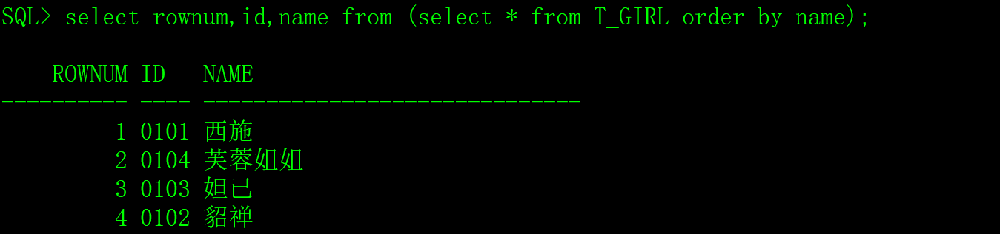 SQL> select rownum,id,name from (select * from T_GIRL order by name);
    ROWNUM ID   NAME
---------- ---- ------------------------------
         1 0101 西施
         2 0104 芙蓉姐姐
         3 0103 妲已
         4 0102 貂禅